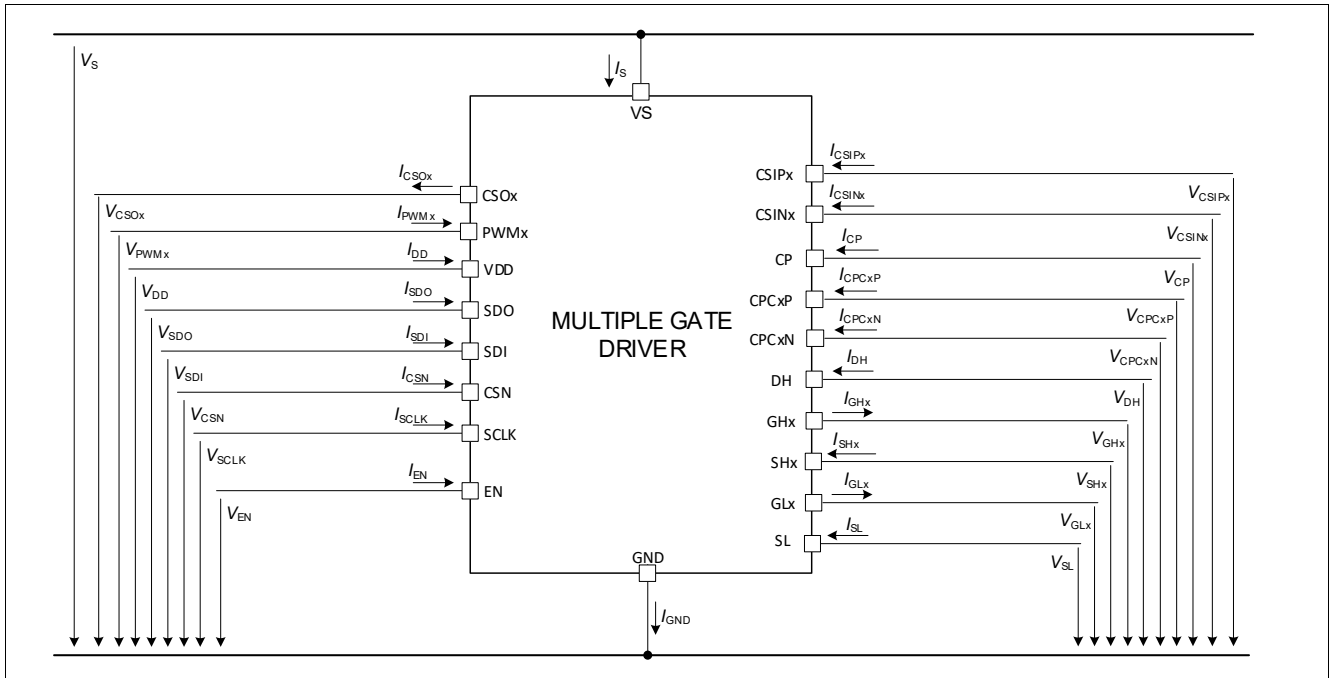 VS
IS
VS
ICSOx
CSOx
VCSOx
IPWMx
PWMx
VPWMx
IDD
VDD
VDD
ISDO
SDO
VSDO
ISDI
SDI
VSDI
ICSN
CSN
VCSN
ISCLK
SCLK
VSCLK
IEN
EN
VEN
MULTIPLE GATE
DRIVER
ICSIPx
CSIPx
VCSIPx
ICSINx
CSINx
VCSINx
ICP
CP
VCP
ICPCxP
CPCxP
VCPCxP
ICPCxN
CPCxN
VCPCxN
IDH
DH
VDH
IGHx
GHx
VGHx
ISHx
SHx
VSHx
IGLx
GLx
VGLx
ISL
SL
VSL
GND
IGND